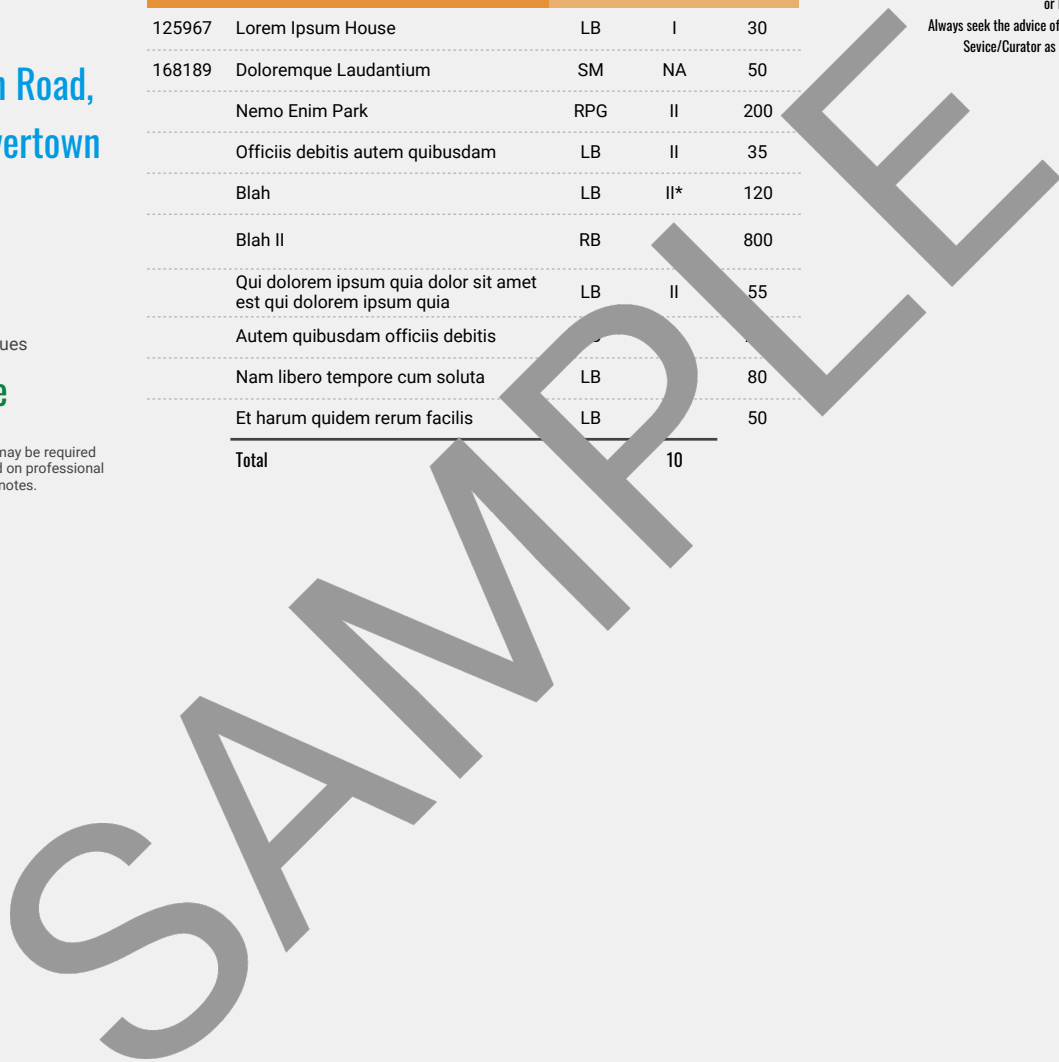 or
Always seek the advice of
Sevice/Curator as
Road,
125967 Lorem Ipsum House LB I 30
168189 Doloremque Laudantium SM NA 50
Nemo Enim Park RPG II 200
Officiis debitis autem quibusdam LB II 35
Blah LB II* 120
Blah II RB 800
Qui dolorem ipsum quia dolor sit amet
est qui dolorem ipsum quia LB II 55
Autem quibusdam officiis debitis
Nam libero tempore cum soluta LB 80
Et harum quidem rerum facilis LB 50
Total 10
may be required
on professional
notes.
SAMPLE